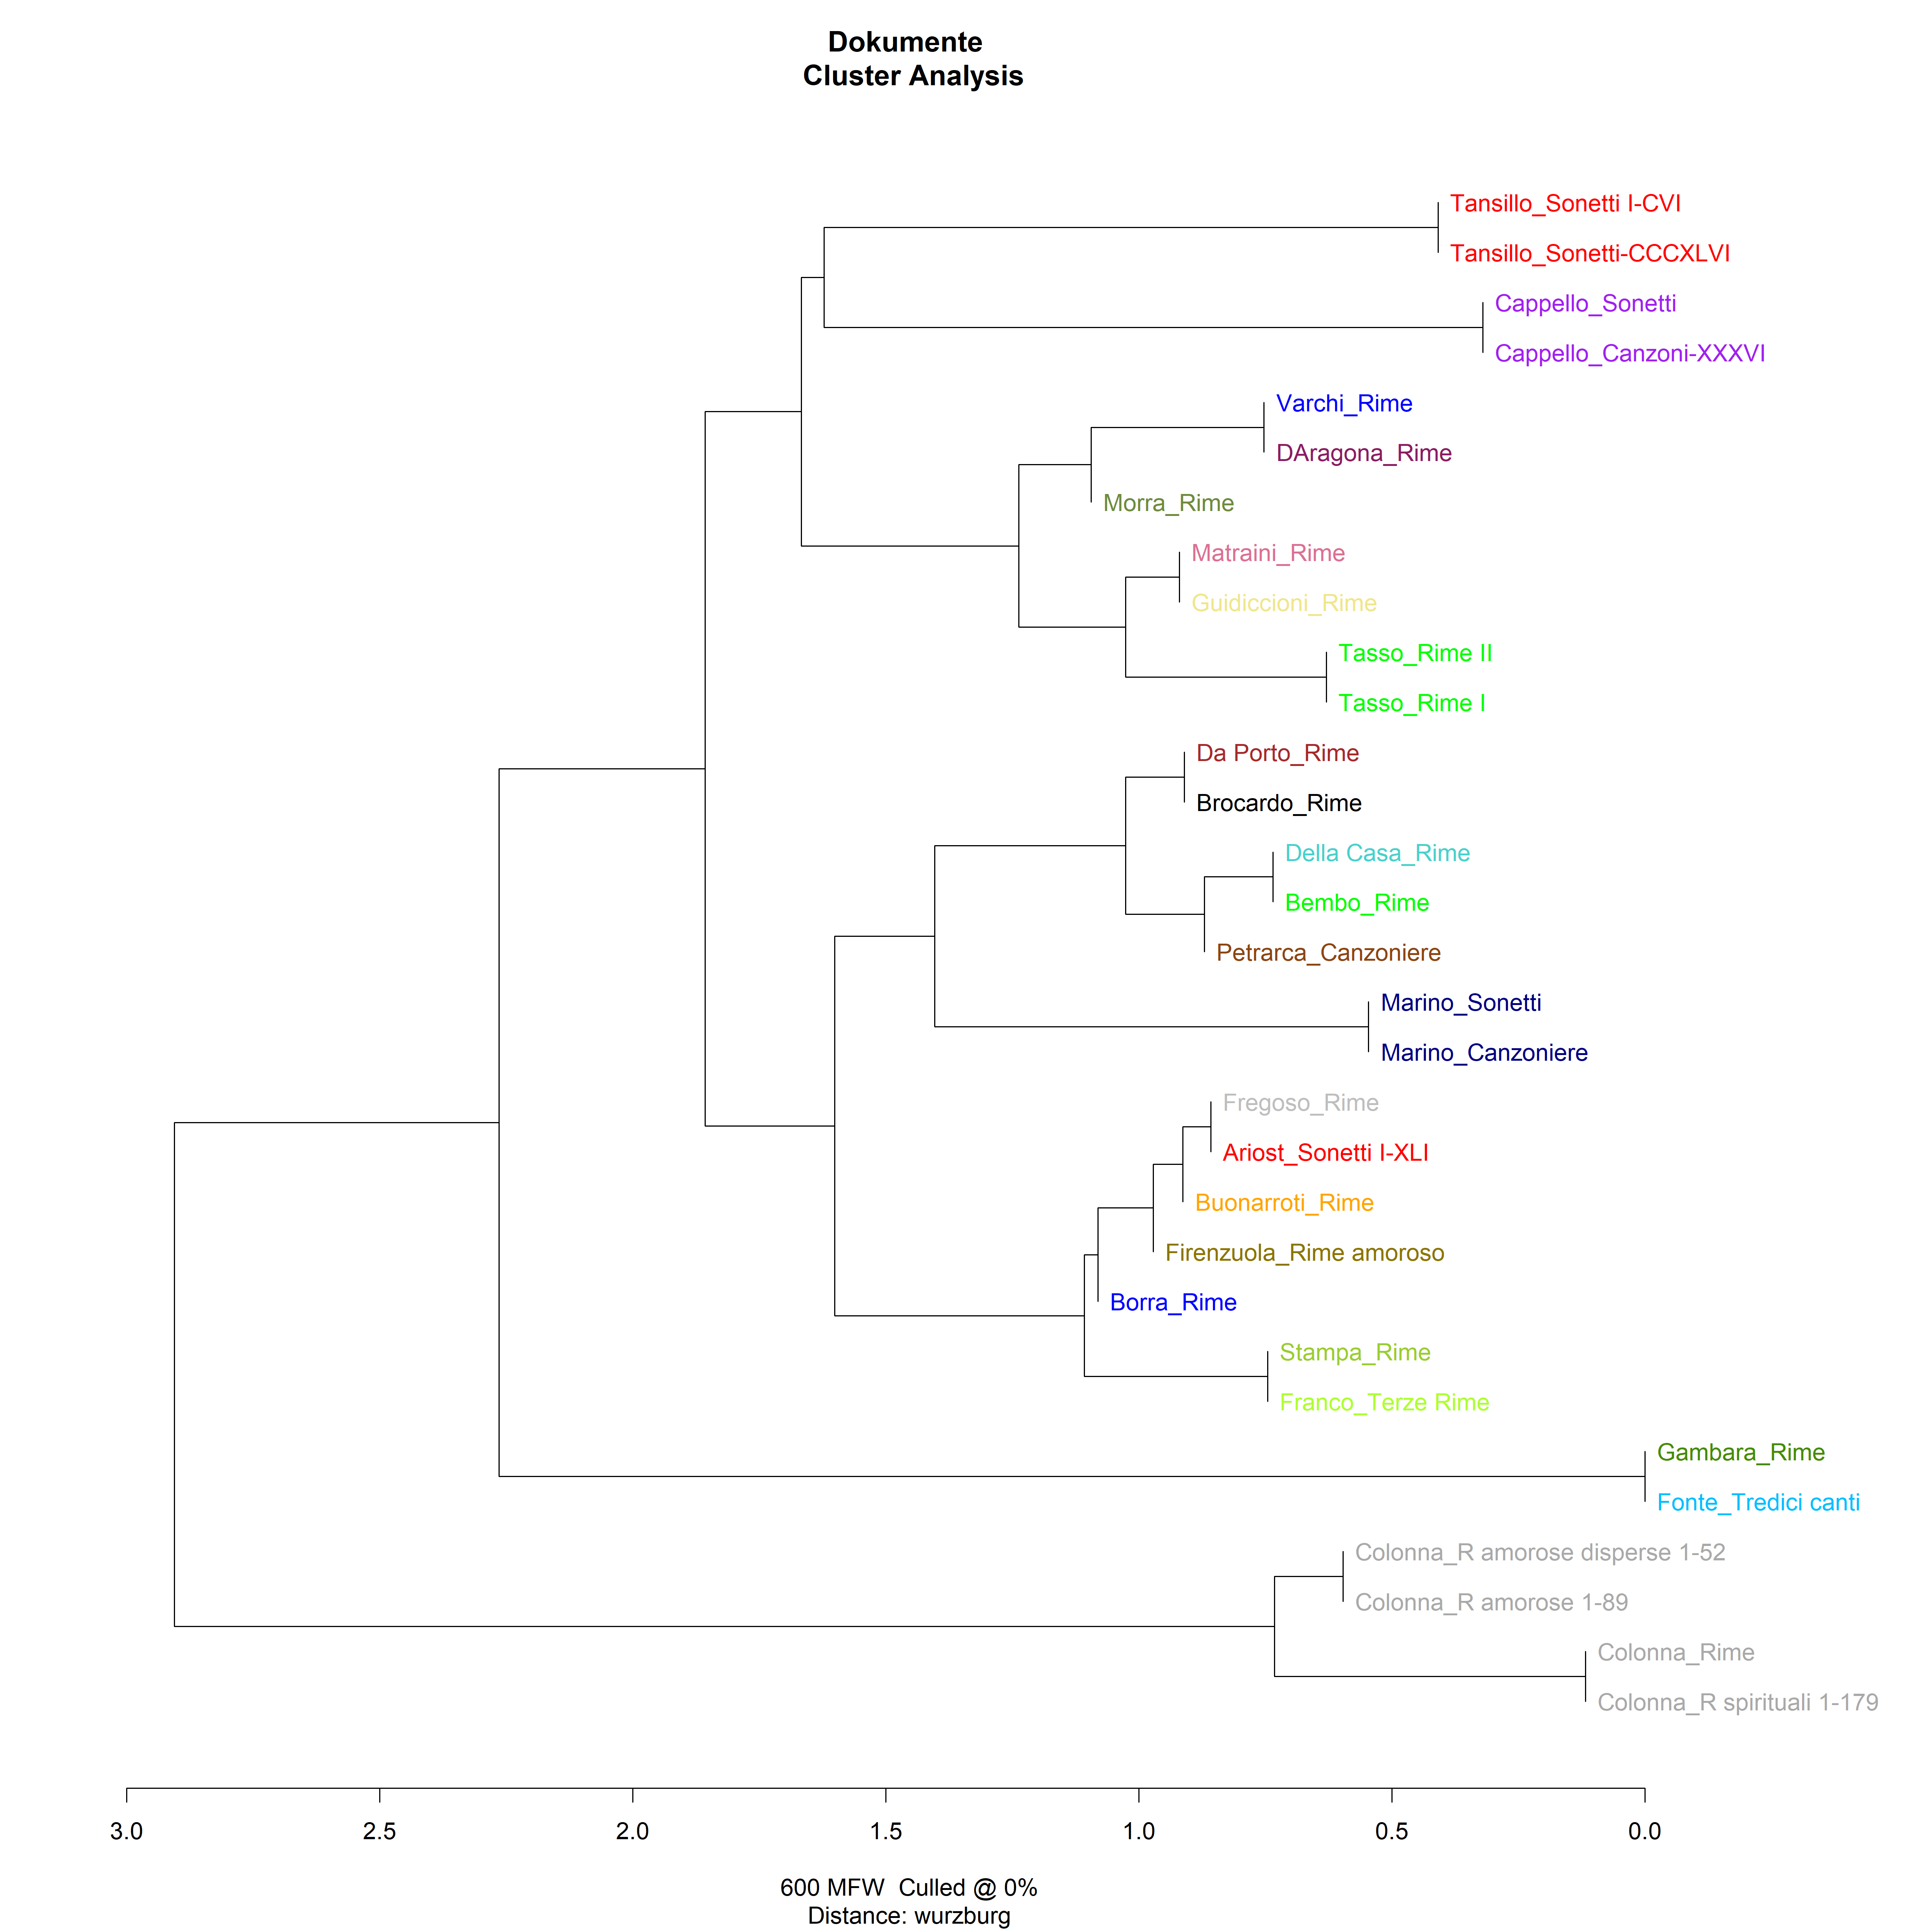 Dokumente
Cluster Analysis
Tansillo_Sonetti I-CVI
Tansillo_Sonetti-CCCXLVI
Cappello_Sonetti
Cappello_Canzoni-XXXVI
Varchi_Rime
DAragona_Rime
Morra_Rime
Matraini_Rime
Guidiccioni_Rime
Tasso_Rime II
Tasso_Rime I
Da Porto_Rime
Brocardo_Rime
Della Casa_Rime
Bembo_Rime
Petrarca_Canzoniere
Marino_Sonetti
Marino_Canzoniere
Fregoso_Rime
Ariost_Sonetti I-XLI
Buonarroti_Rime
Firenzuola_Rime amoroso
Borra_Rime
Stampa_Rime
Franco_Terze Rime
Gambara_Rime
Fonte_Tredici canti
Colonna_R amorose disperse 1-52
Colonna_R amorose 1-89
Colonna_Rime
Colonna_R spirituali 1-179
3.0 2.5 2.0 1.5 1.0 0.5 0.0
600 MFW  Culled @ 0%
Distance: wurzburg